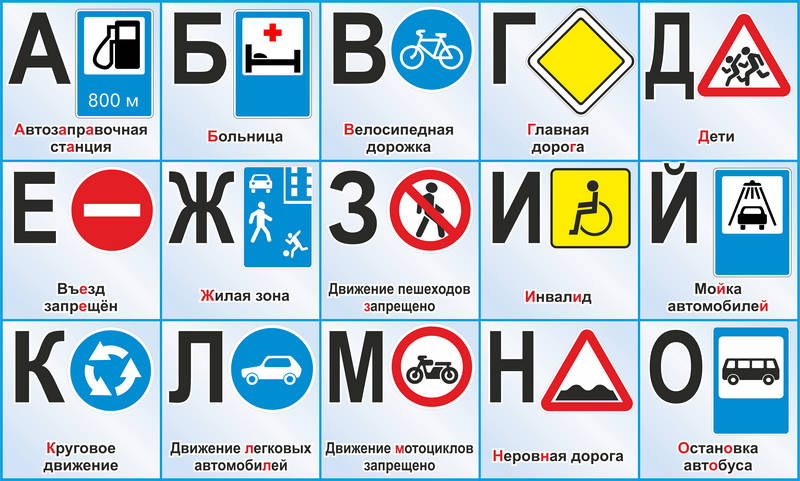 А
800 м
Автозаправочная
станция
Б
Больница
В
Велосипедная
дорожка
Г
Главная
дорога
Д
Дети
Е
Въезд
запрещён
Ж
Жилая зона
З
Движение пешеходов
запрещено
И
Инвалид
Й
Мойка
автомобилей
К
Круговое
движение
Л
Движение легковых
автомобилей
М
Движение мотоциклов
запрещено
Н
Неровная дорога
О
Остановка
автобуса